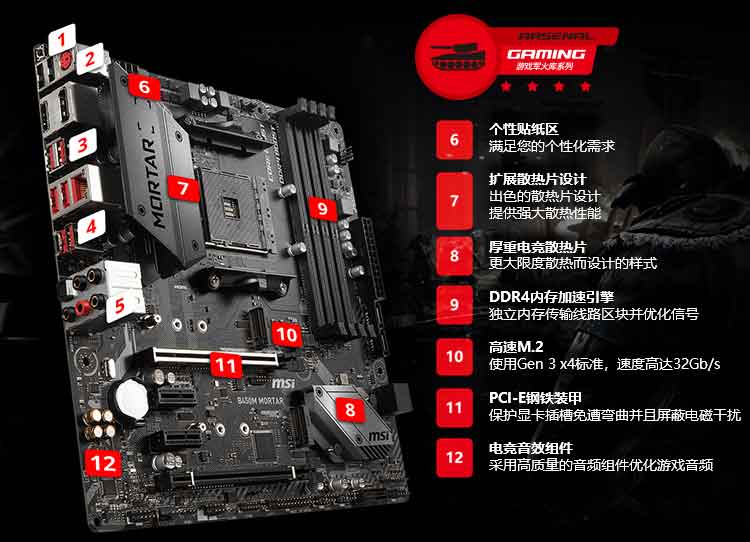 ARSENAL
GAMING
游戏军火库系列
1
2
3
4
5
6
7
8
9
10
11
12
MORTAR
CORE BOOST
DDR4 BOOST
HDMI
msi
B450M MORTAR
msi
6
个性贴纸区
满足您的个性化需求
7
扩展散热片设计
出色的散热片设计
提供强大散热性能
8
厚重电竞散热片
更大限度散热而设计的样式
9
DDR4内存加速引擎
独立内存传输线路区块并优化信号
10
高速M.2
使用Gen 3 x4标准，速度高达32Gb/s
11
PCI-E钢铁装甲
保护显卡插槽免遭弯曲并且屏蔽电磁干扰
12
电竞音效组件
采用高质量的音频组件优化游戏音频